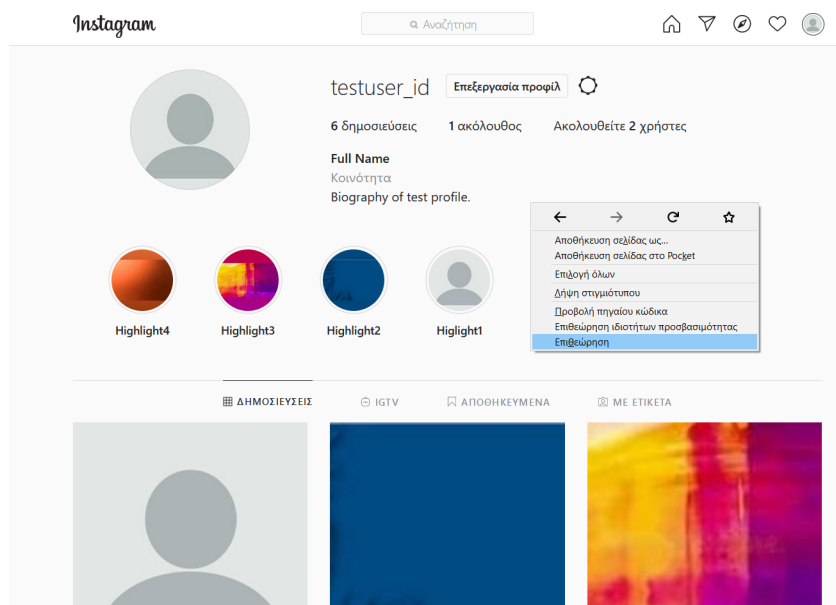 Instagram
Αναζήτηση
testuser_id Επεξεργασία προφίλ
6 δημοσιεύσεις 1 ακόλουθος Ακολουθείτε 2 χρήστες
Full Name
Κοινότητα
Biography of test profile.
Αποθήκευση σελίδας ως...
Αποθήκευση σελίδας στο Pocket
Επιλογή όλων
Λήψη στιγμιότυπου
Προβολή πηγαίου κώδικα
Επιθεώρηση ιδιοτήτων προσβασιμότητας
Επιθεώρηση
Highlight4 Highlight3 Highlight2 Higlight1
ΔΗΜΟΣΙΕΥΣΕΙΣ IGTV ΑΠΟΘΗΚΕΥΜΕΝΑ ΜΕ ΕΤΙΚΕΤΑ